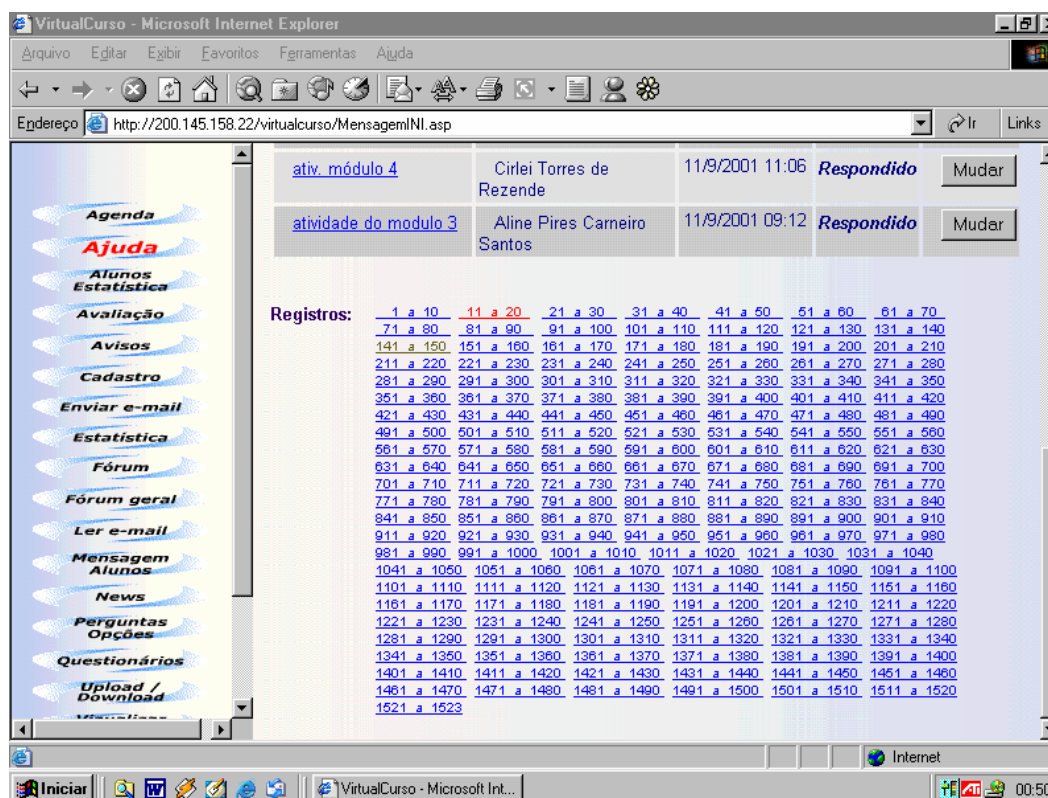 VirtualCurso - Microsoft Internet Explorer
Arquivo Editar Exibir Favoritos Ferramentas Ajuda
Endereço http://200.145.158.22/virtualcurso/MensagemINI.asp Ir Links
ativ. módulo 4 Cirlei Torres de Rezende 11/9/2001 11:06 Respondido Mudar
atividade do modulo 3 Aline Pires Carneiro Santos 11/9/2001 09:12 Respondido Mudar
Agenda
Ajuda
Alunos
Estatística
Avaliação
Avisos
Cadastro
Enviar e-mail
Estatística
Fórum
Fórum geral
Ler e-mail
Mensagem
Alunos
News
Perguntas
Opções
Questionários
Upload /
Download
Registros: 1 a 10 11 a 20 21 a 30 31 a 40 41 a 50 51 a 60 61 a 70
71 a 80 81 a 90 91 a 100 101 a 110 111 a 120 121 a 130 131 a 140
141 a 150 151 a 160 161 a 170 171 a 180 181 a 190 191 a 200 201 a 210
211 a 220 221 a 230 231 a 240 241 a 250 251 a 260 261 a 270 271 a 280
281 a 290 291 a 300 301 a 310 311 a 320 321 a 330 331 a 340 341 a 350
351 a 360 361 a 370 371 a 380 381 a 390 391 a 400 401 a 410 411 a 420
421 a 430 431 a 440 441 a 450 451 a 460 461 a 470 471 a 480 481 a 490
491 a 500 501 a 510 511 a 520 521 a 530 531 a 540 541 a 550 551 a 560
561 a 570 571 a 580 581 a 590 591 a 600 601 a 610 611 a 620 621 a 630
631 a 640 641 a 650 651 a 660 661 a 670 671 a 680 681 a 690 691 a 700
701 a 710 711 a 720 721 a 730 731 a 740 741 a 750 751 a 760 761 a 770
771 a 780 781 a 790 791 a 800 801 a 810 811 a 820 821 a 830 831 a 840
841 a 850 851 a 860 861 a 870 871 a 880 881 a 890 891 a 900 901 a 910
911 a 920 921 a 930 931 a 940 941 a 950 951 a 960 961 a 970 971 a 980
981 a 990 991 a 1000 1001 a 1010 1011 a 1020 1021 a 1030 1031 a 1040
1041 a 1050 1051 a 1060 1061 a 1070 1071 a 1080 1081 a 1090 1091 a 1100
1101 a 1110 1111 a 1120 1121 a 1130 1131 a 1140 1141 a 1150 1151 a 1160
1161 a 1170 1171 a 1180 1181 a 1190 1191 a 1200 1201 a 1210 1211 a 1220
1221 a 1230 1231 a 1240 1241 a 1250 1251 a 1260 1261 a 1270 1271 a 1280
1281 a 1290 1291 a 1300 1301 a 1310 1311 a 1320 1321 a 1330 1331 a 1340
1341 a 1350 1351 a 1360 1361 a 1370 1371 a 1380 1381 a 1390 1391 a 1400
1401 a 1410 1411 a 1420 1421 a 1430 1431 a 1440 1441 a 1450 1451 a 1460
1461 a 1470 1471 a 1480 1481 a 1490 1491 a 1500 1501 a 1510 1511 a 1520
1521 a 1523
Internet
Iniciar VirtualCurso - Microsoft Int... 00:50